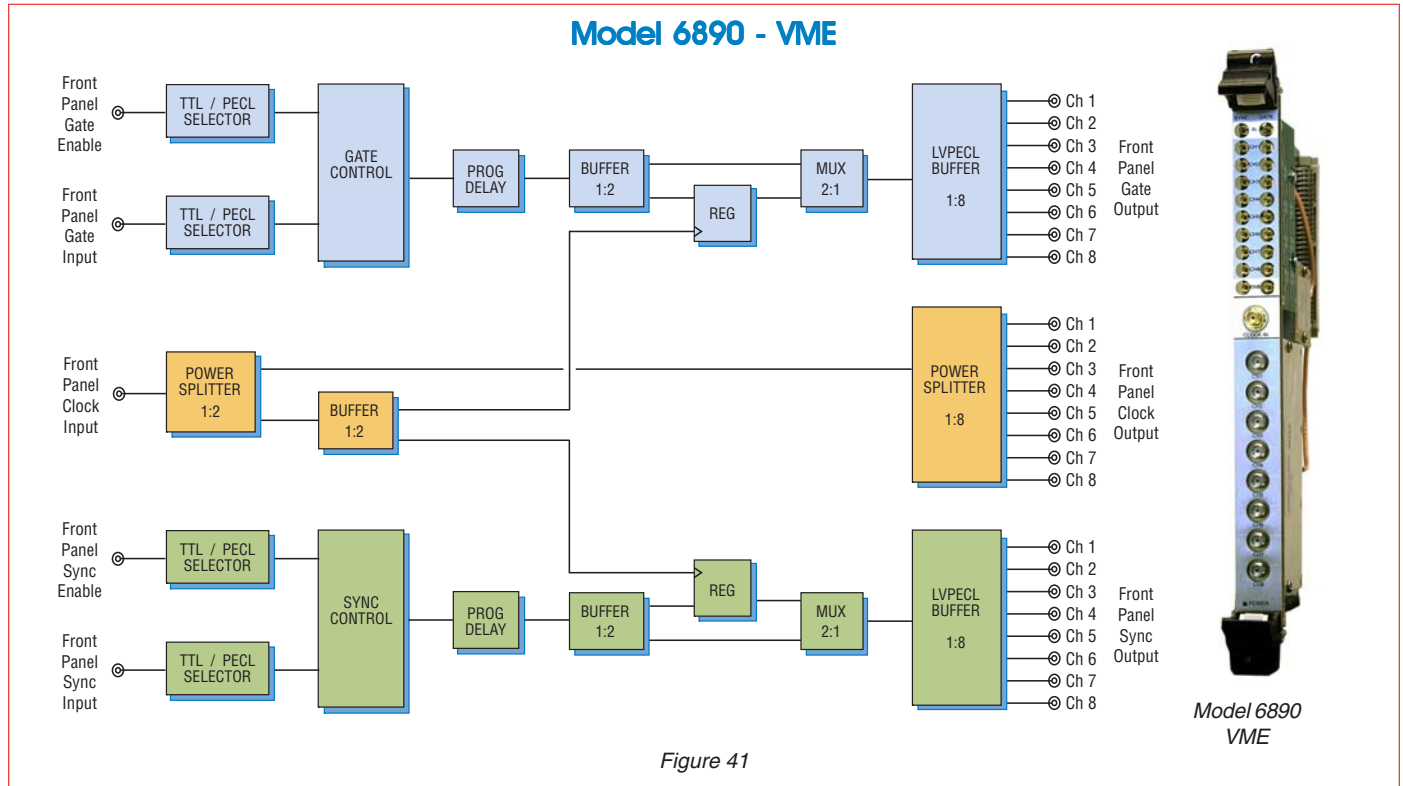 Model 6890 - VME
Front
Panel
Gate
Enable
TTL / PECL
SELECTOR
Front
Panel
Gate
Input
TTL / PECL
SELECTOR
GATE
CONTROL
PROG
DELAY
BUFFER
1:2
REG
MUX
2:1
LVPECL
BUFFER
1:8
Ch 1
Ch 2
Ch 3
Ch 4
Ch 5
Ch 6
Ch 7
Ch 8
Front
Panel
Gate
Output
Front
Panel
Clock
Input
POWER
SPLITTER
1:2
BUFFER
1:2
POWER
SPLITTER
1:8
Ch 1
Ch 2
Ch 3
Ch 4
Ch 5
Ch 6
Ch 7
Ch 8
Front
Panel
Clock
Output
Front
Panel
Sync
Enable
TTL / PECL
SELECTOR
Front
Panel
Sync
Input
TTL / PECL
SELECTOR
SYNC
CONTROL
PROG
DELAY
BUFFER
1:2
REG
MUX
2:1
LVPECL
BUFFER
1:8
Ch 1
Ch 2
Ch 3
Ch 4
Ch 5
Ch 6
Ch 7
Ch 8
Front
Panel
Sync
Output
SYNC GATE
CLOCK IN
POWER
Model 6890
VME
Figure 41